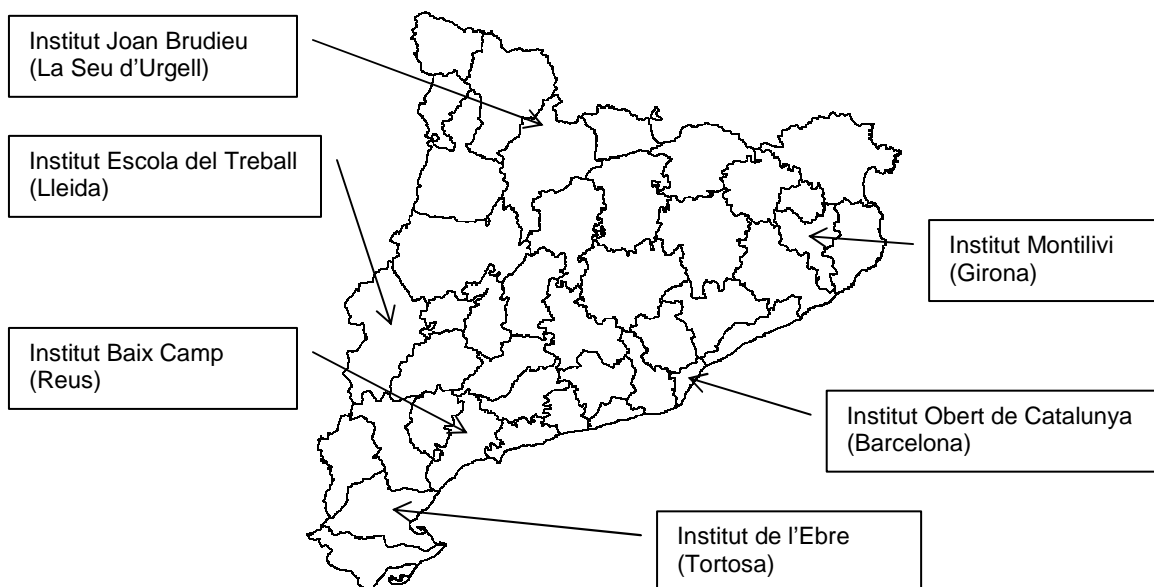 Institut Joan Brudieu
(La Seu d’Urgell)
Institut Escola del Treball
(Lleida)
Institut Montilivi
(Girona)
Institut Baix Camp
(Reus)
Institut Obert de Catalunya
(Barcelona)
Institut de l’Ebre
(Tortosa)